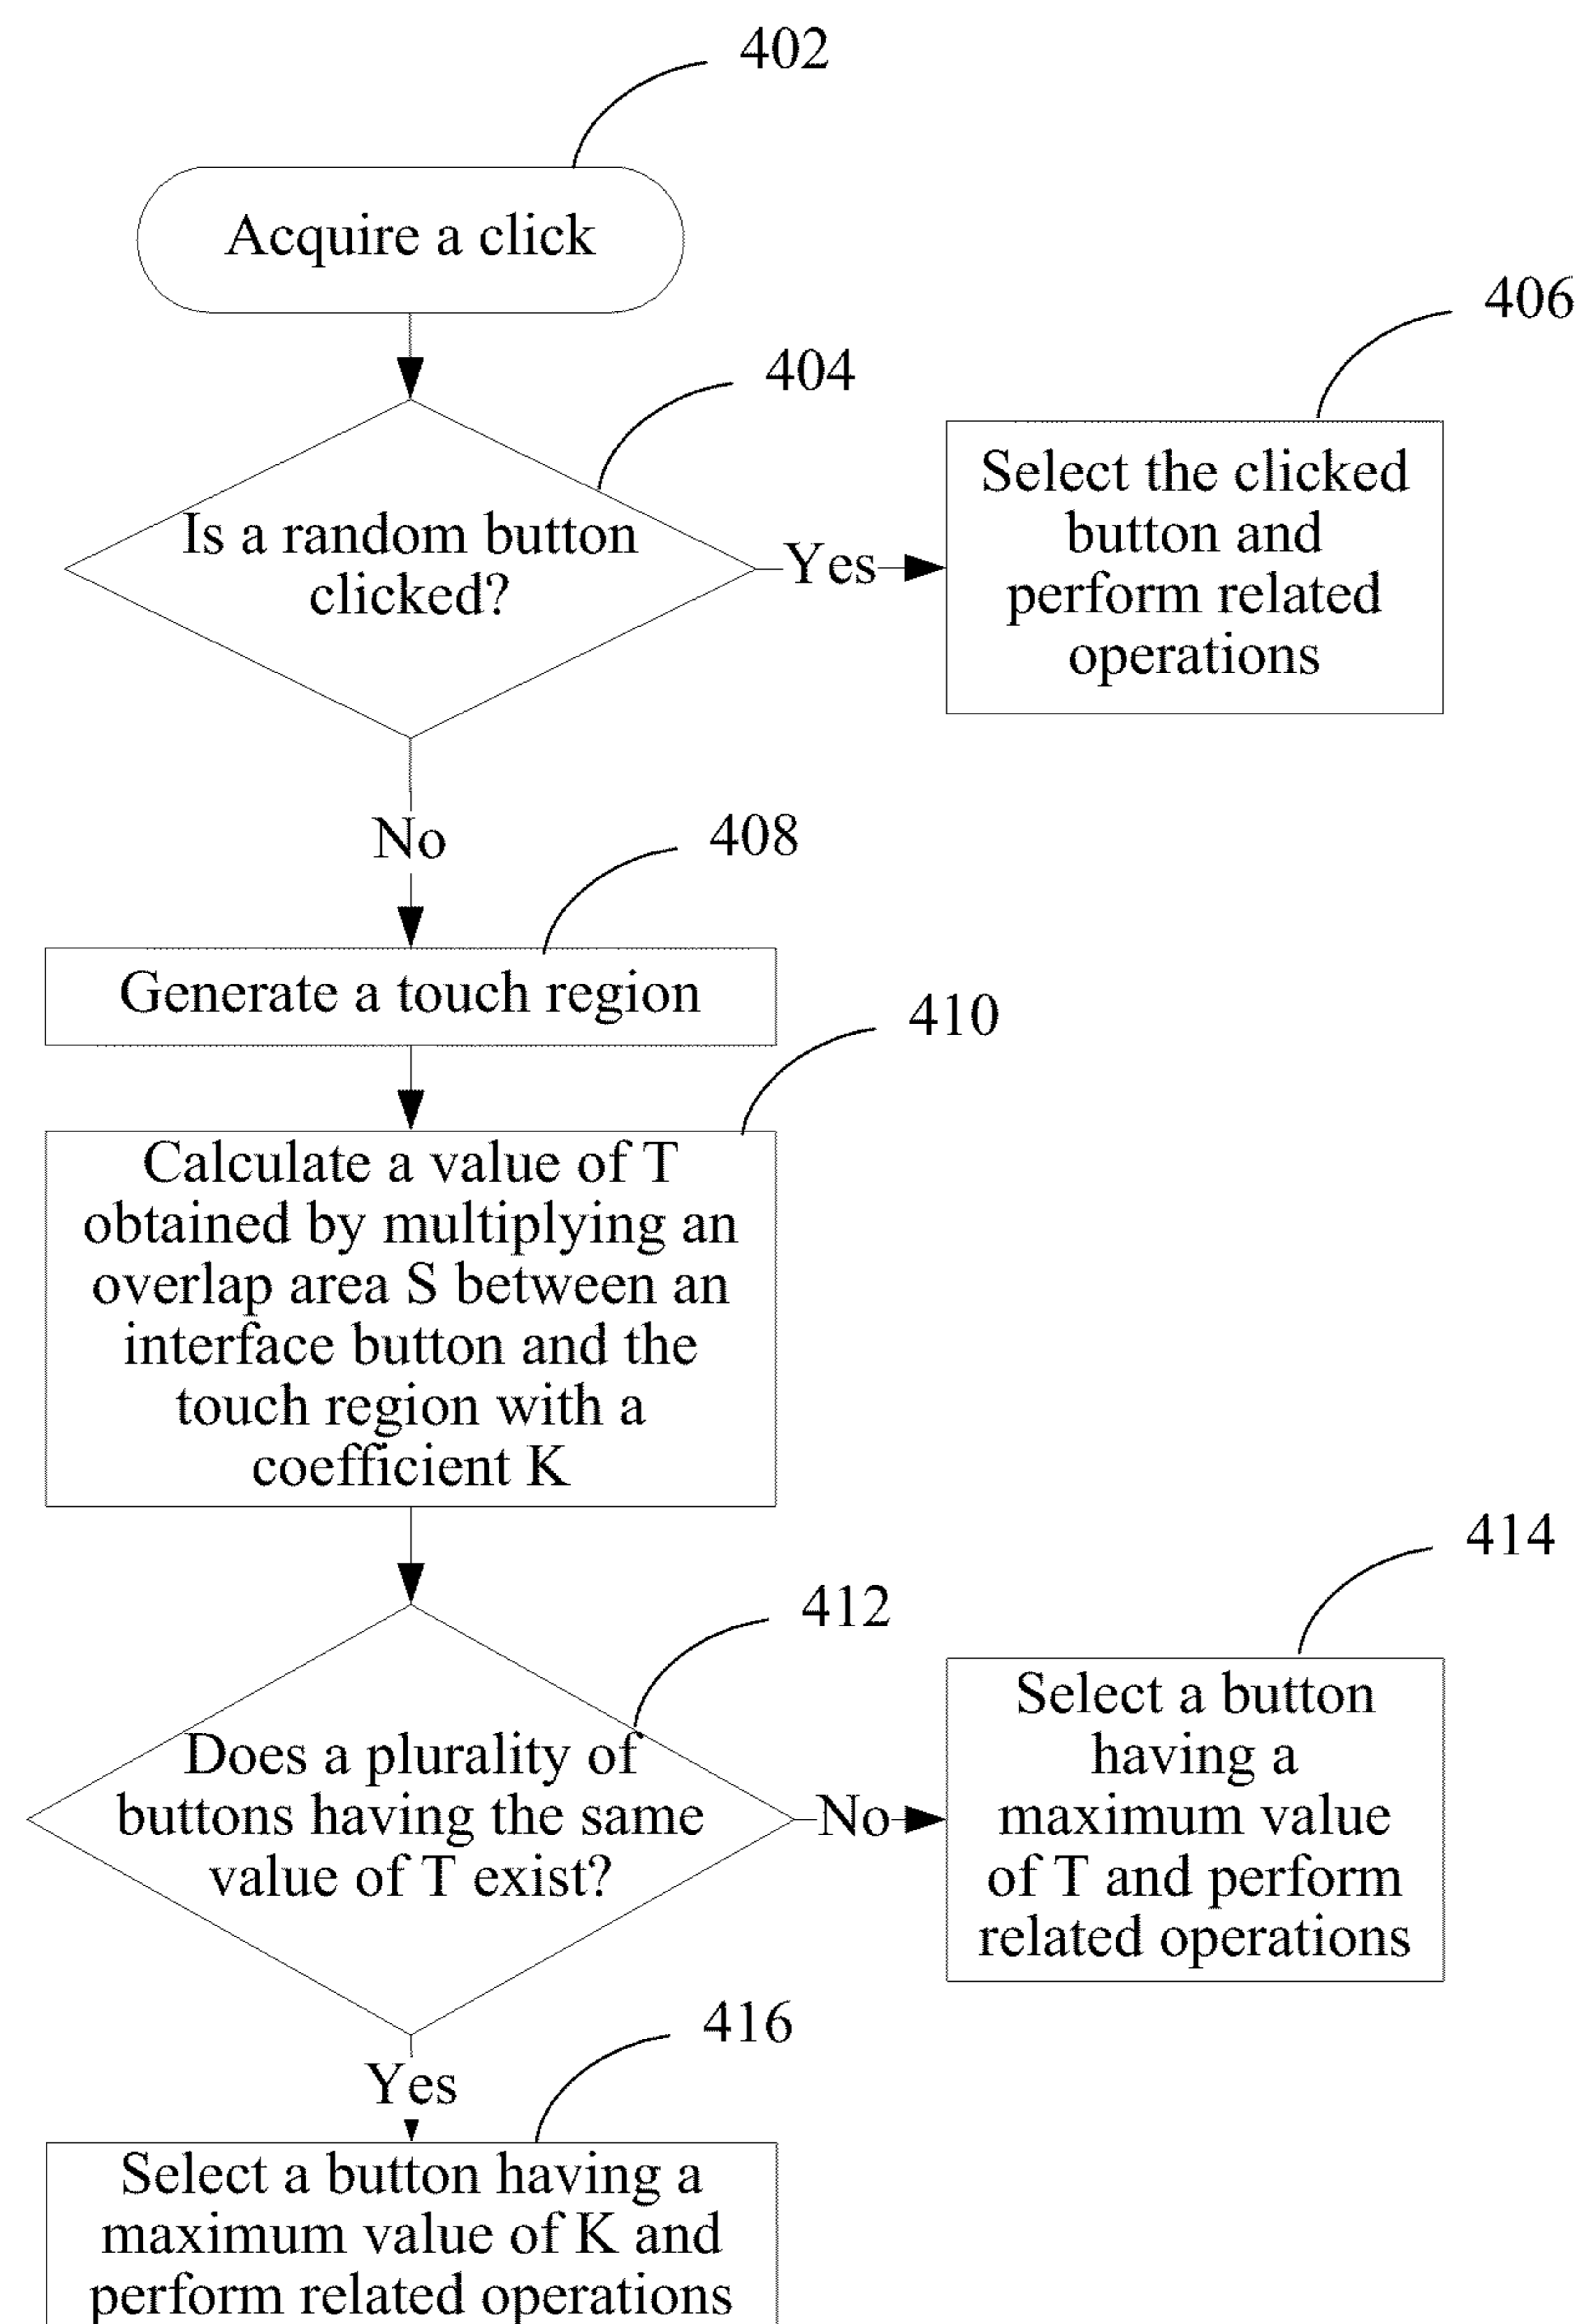 402
Acquire a click
404
Is a random button
clicked?
Yes
406
Select the clicked
button and
perform related
operations
No
408
Generate a touch region
410
Calculate a value of T
obtained by multiplying an
overlap area S between an
interface button and the
touch region with a
coefficient K
412
Does a plurality of
buttons having the same
value of T exist?
No
414
Select a button
having a
maximum value
of T and perform
related operations
Yes
416
Select a button having a
maximum value of K and
perform related operations